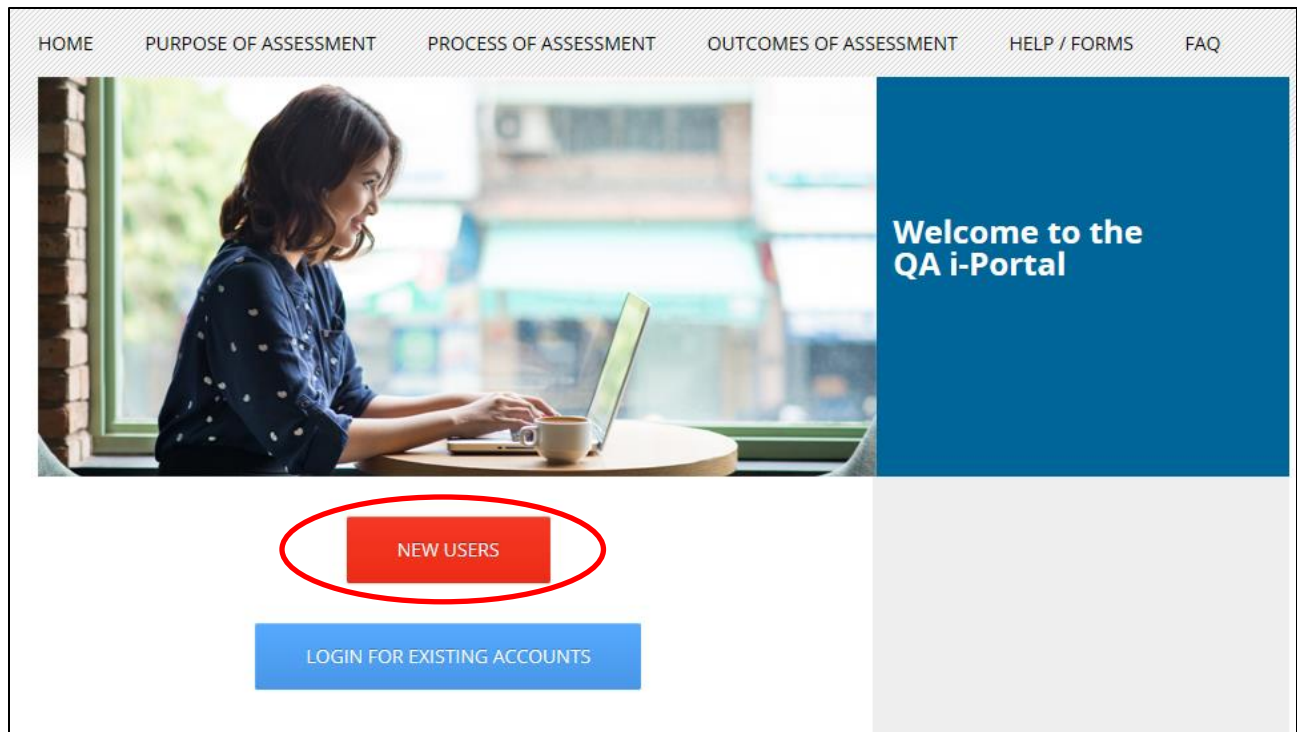 HOME PURPOSE OF ASSESSMENT PROCESS OF ASSESSMENT OUTCOMES OF ASSESSMENT HELP / FORMS FAQ
Welcome to the
QA i-Portal
NEW USERS
LOGIN FOR EXISTING ACCOUNTS